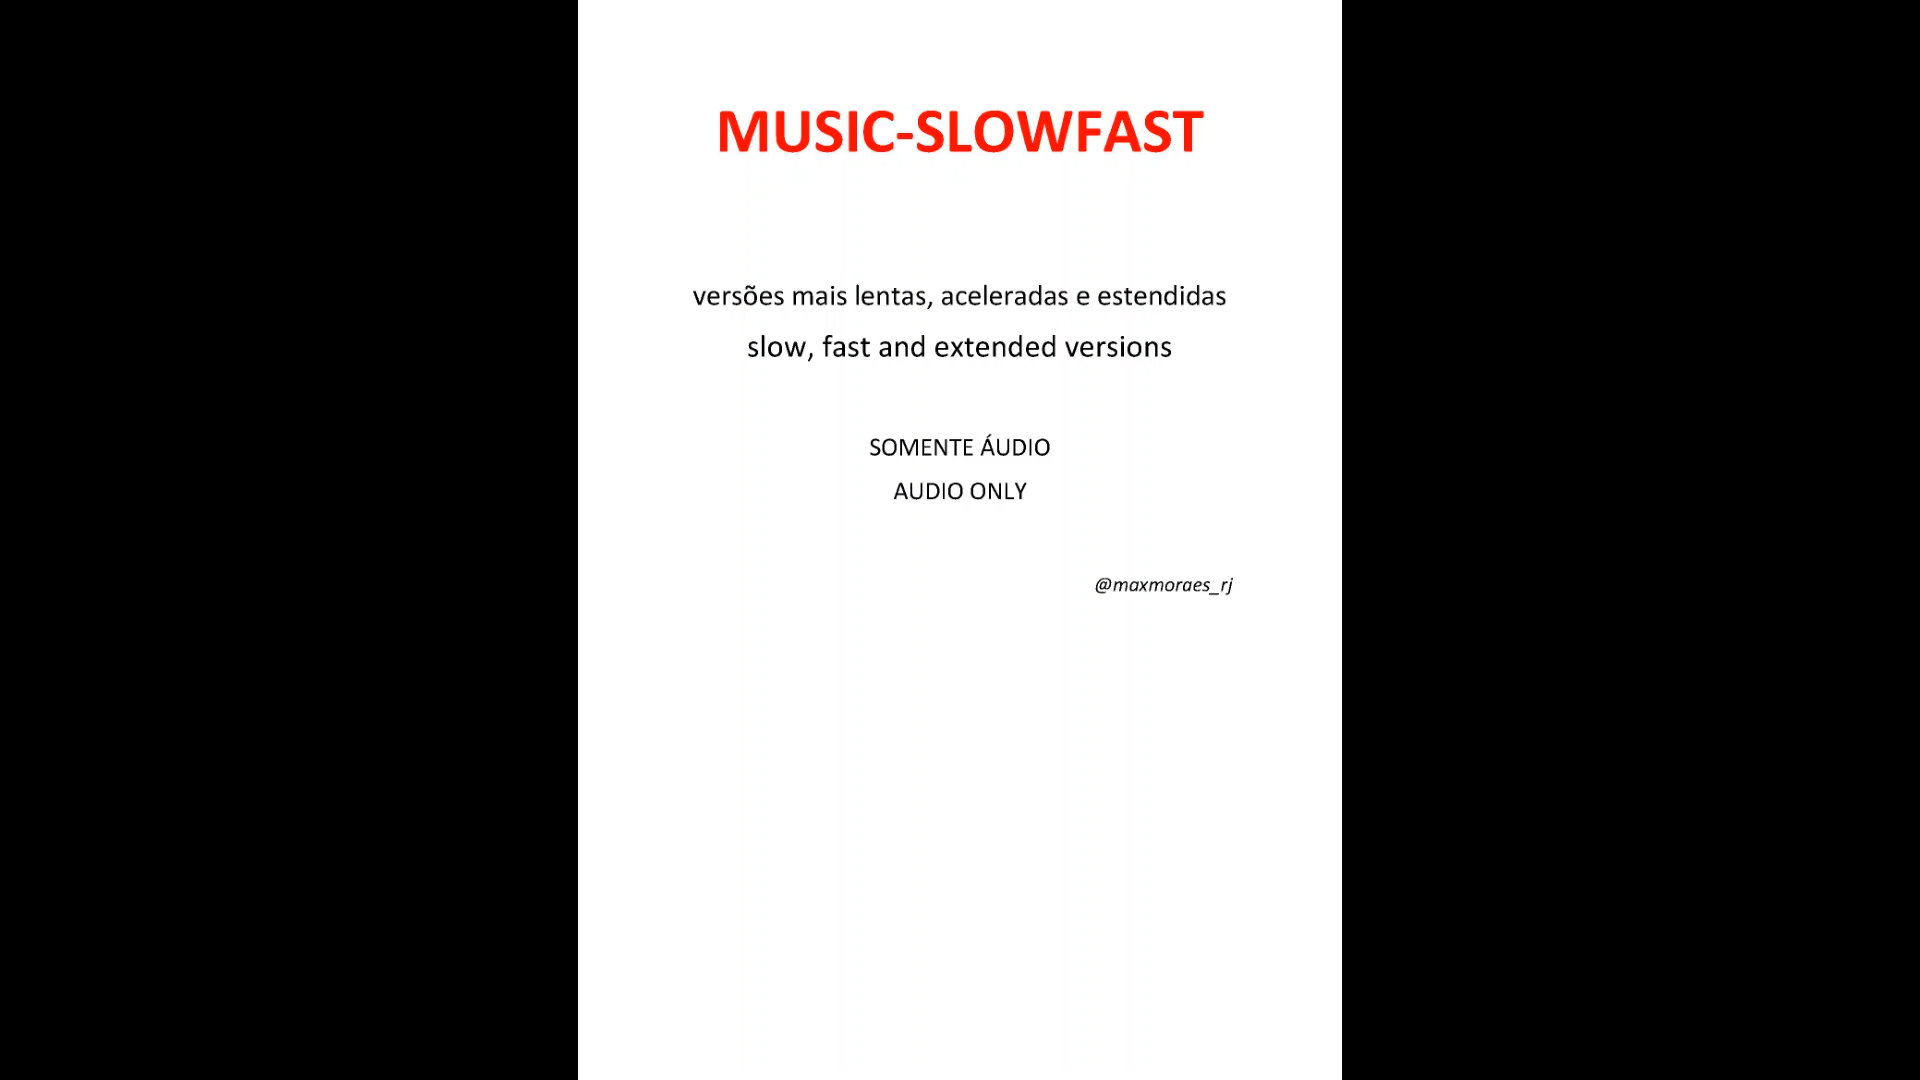 MUSIC-SLOWFAST
versões mais lentas, aceleradas e estendidas
slow, fast and extended versions
SOMENTE ÁUDIO
AUDIO ONLY
@maxmoraes_rj